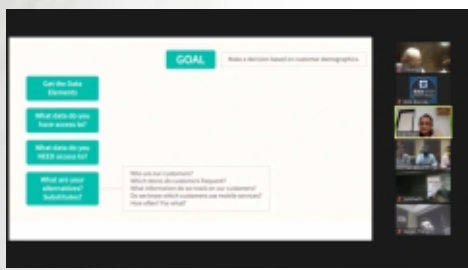 GOAL
Make a decision based on customer demographics.
Get the Data
Elements
What data do you
have access to?
What data do you
NEED access to?
What are your
alternatives?
Substitutes?
Who are our customers?
Which stores do customers frequent?
What information do we track on our customers?
Do we know which customers use mobile services?
How often? For what?